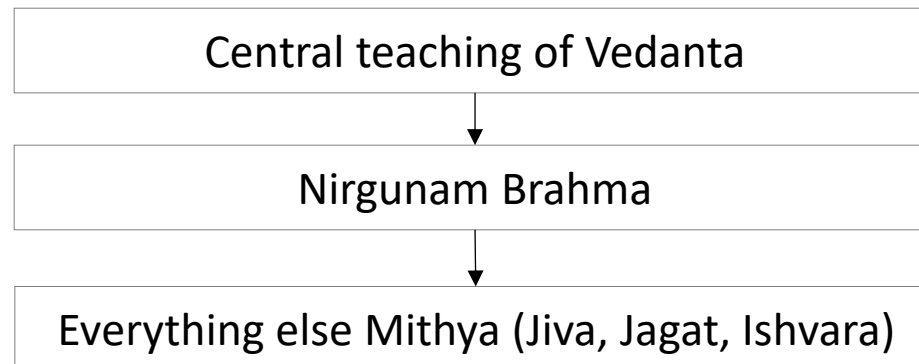 Central teaching of Vedanta
Nirgunam Brahma
Everything else Mithya (Jiva, Jagat, Ishvara)